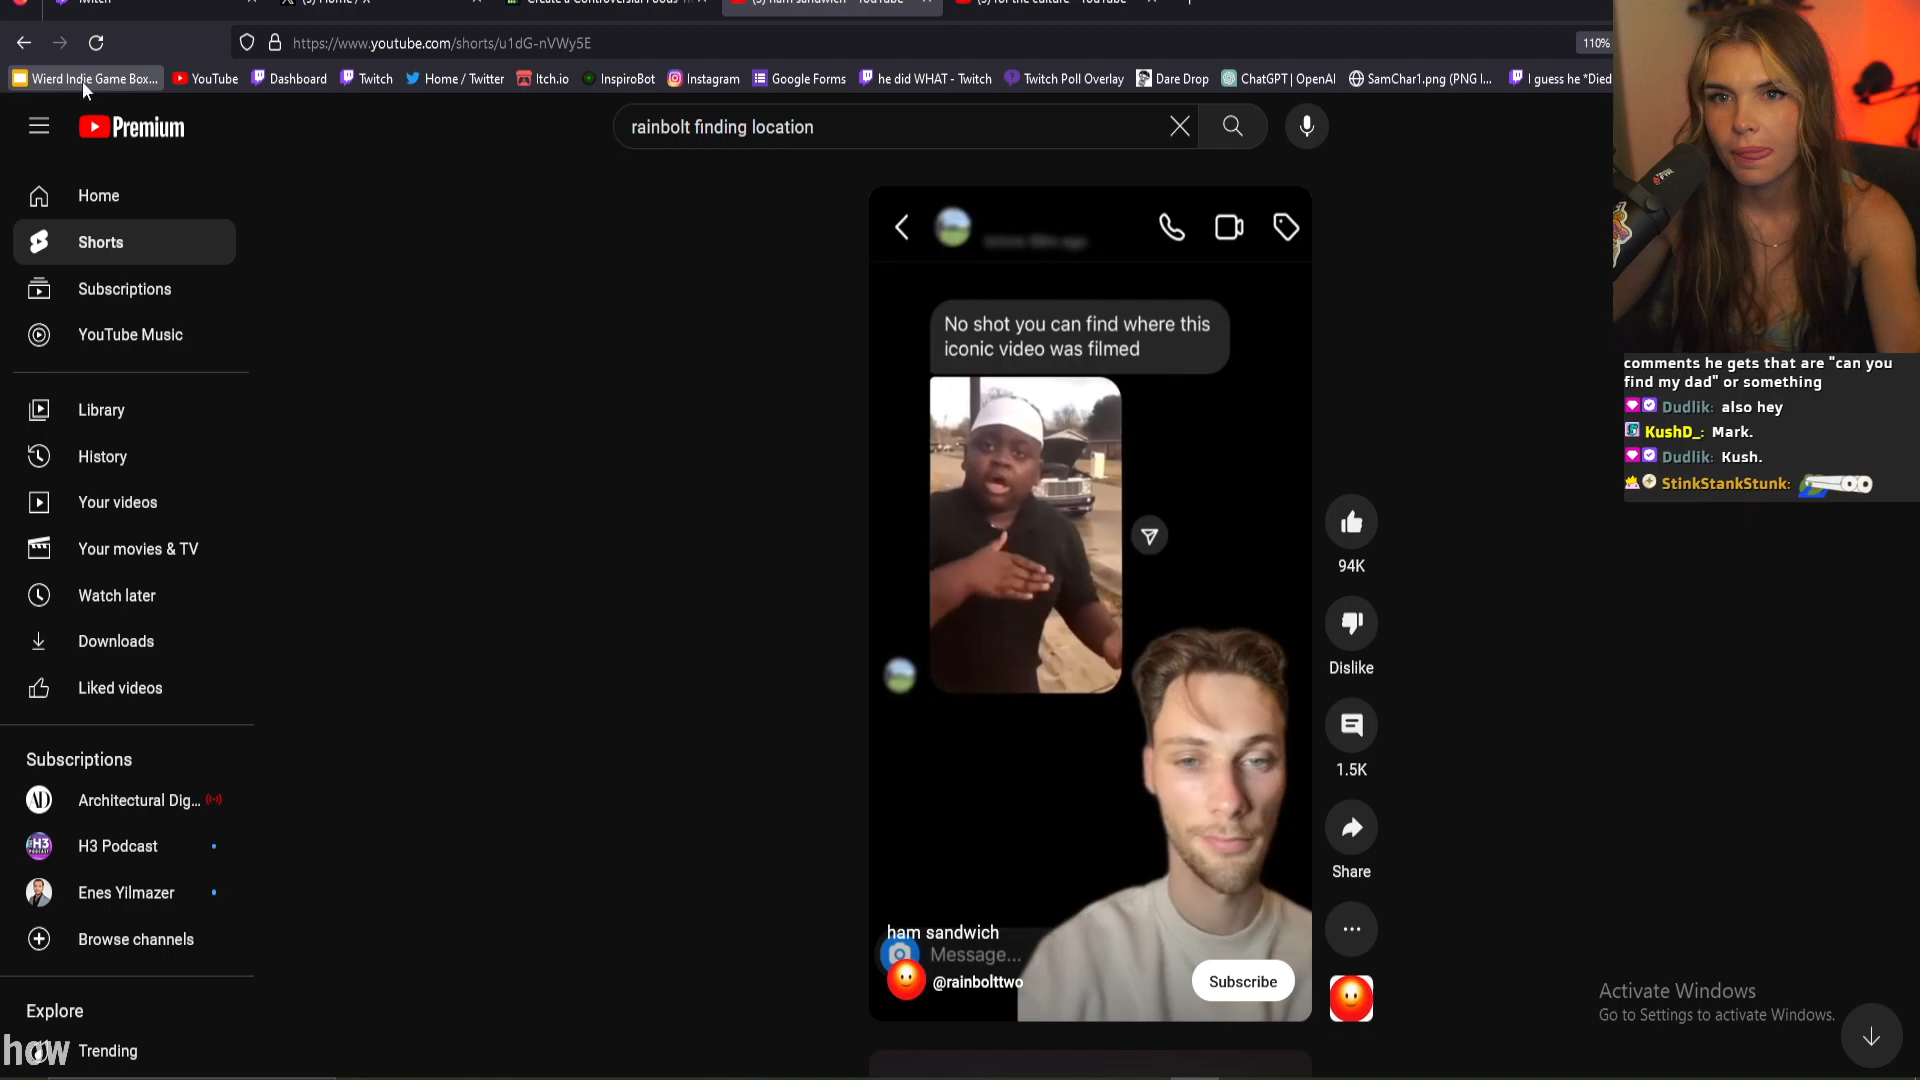 https://www.youtube.com/shorts/u1dG-nVWy5E
110%
Wierd Indie Game Box...
YouTube
Dashboard
Twitch
Home / Twitter
Itch.io
InspiroBot
Instagram
Google Forms
he did WHAT - Twitch
Twitch Poll Overlay
Dare Drop
ChatGPT | OpenAI
SamChar1.png (PNG I...
I guess he *Died
Premium
rainbolt finding location
Home
Shorts
Subscriptions
YouTube Music
Library
History
Your videos
Your movies & TV
Watch later
Downloads
Liked videos
Subscriptions
Architectural Dig...
H3 Podcast
Enes Yilmazer
Browse channels
Explore
Trending
how
No shot you can find where this
iconic video was filmed
ham sandwich
Message...
@rainbolttwo
Subscribe
94K
Dislike
1.5K
Share
comments he gets that are "can you
find my dad" or something
Dudlik: also hey
KushD_: Mark.
Dudlik: Kush.
StinkStankStunk:
Activate Windows
Go to Settings to activate Windows.